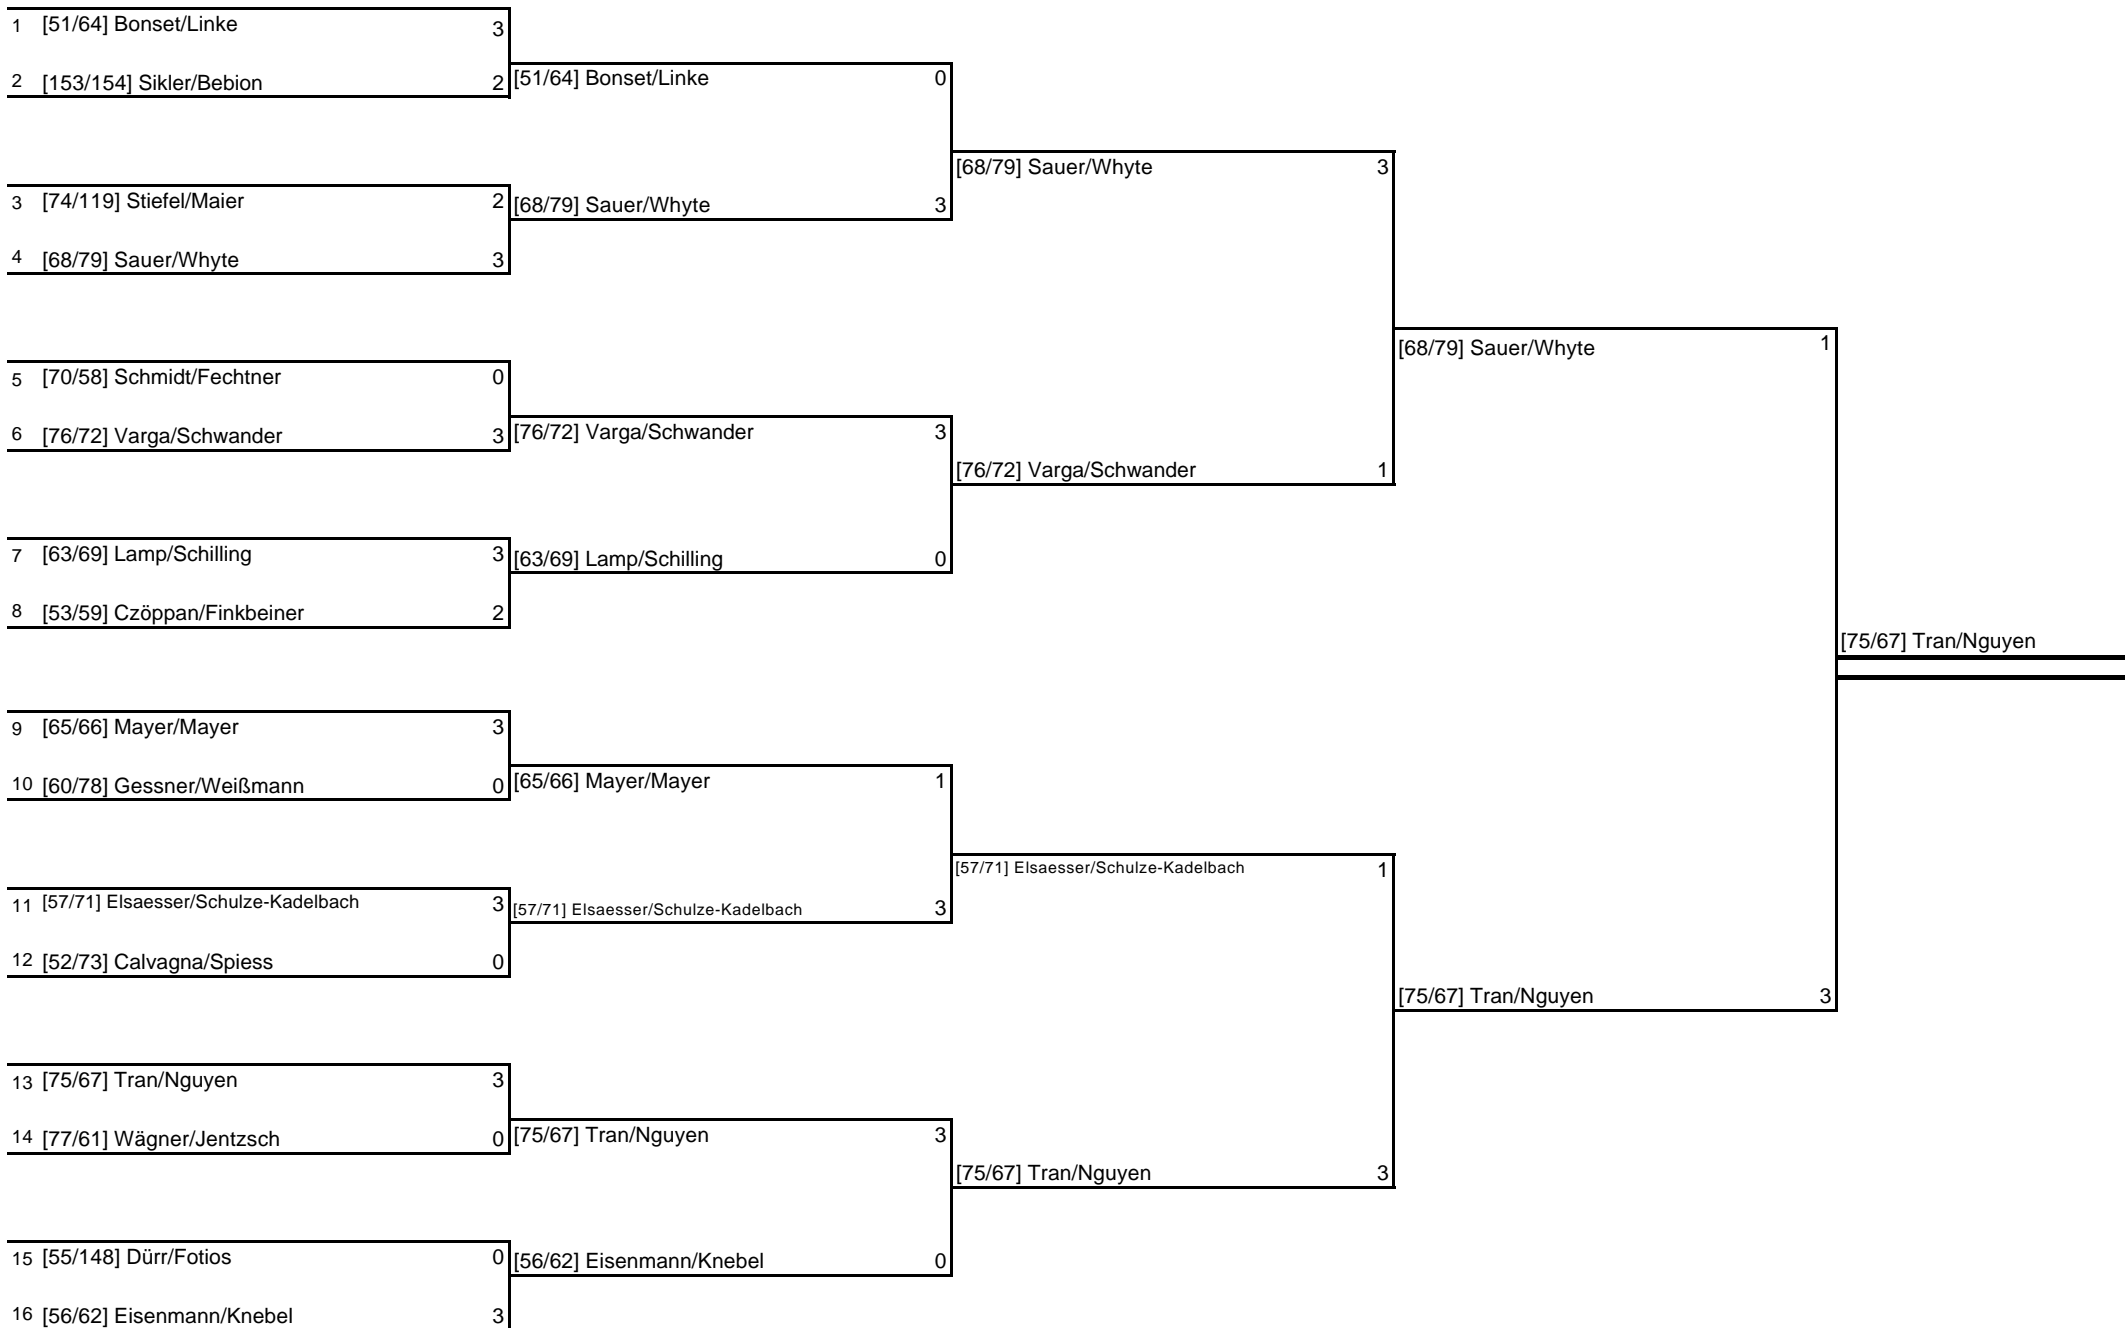 1 [51/64] Bonset/Linke 3
2 [153/154] Sikler/Bebion 2
3 [74/119] Stiefel/Maier 2
4 [68/79] Sauer/Whyte 3
5 [70/58] Schmidt/Fechtner 0
6 [76/72] Varga/Schwander 3
7 [63/69] Lamp/Schilling 3
8 [53/59] Czöppan/Finkbeiner 2
9 [65/66] Mayer/Mayer 3
10 [60/78] Gessner/Weißmann 0
11 [57/71] Elsaesser/Schulze-Kadelbach 3
12 [52/73] Calvagna/Spiess 0
13 [75/67] Tran/Nguyen 3
14 [77/61] Wägner/Jentzsch 0
15 [55/148] Dürr/Fotios 0
16 [56/62] Eisenmann/Knebel 3
[51/64] Bonset/Linke 0
[68/79] Sauer/Whyte 3
[76/72] Varga/Schwander 3
[63/69] Lamp/Schilling 0
[65/66] Mayer/Mayer 1
[57/71] Elsaesser/Schulze-Kadelbach 3
[75/67] Tran/Nguyen 3
[56/62] Eisenmann/Knebel 0
[68/79] Sauer/Whyte 3
[76/72] Varga/Schwander 1
[57/71] Elsaesser/Schulze-Kadelbach 1
[75/67] Tran/Nguyen 3
[68/79] Sauer/Whyte 1
[75/67] Tran/Nguyen 3
[75/67] Tran/Nguyen